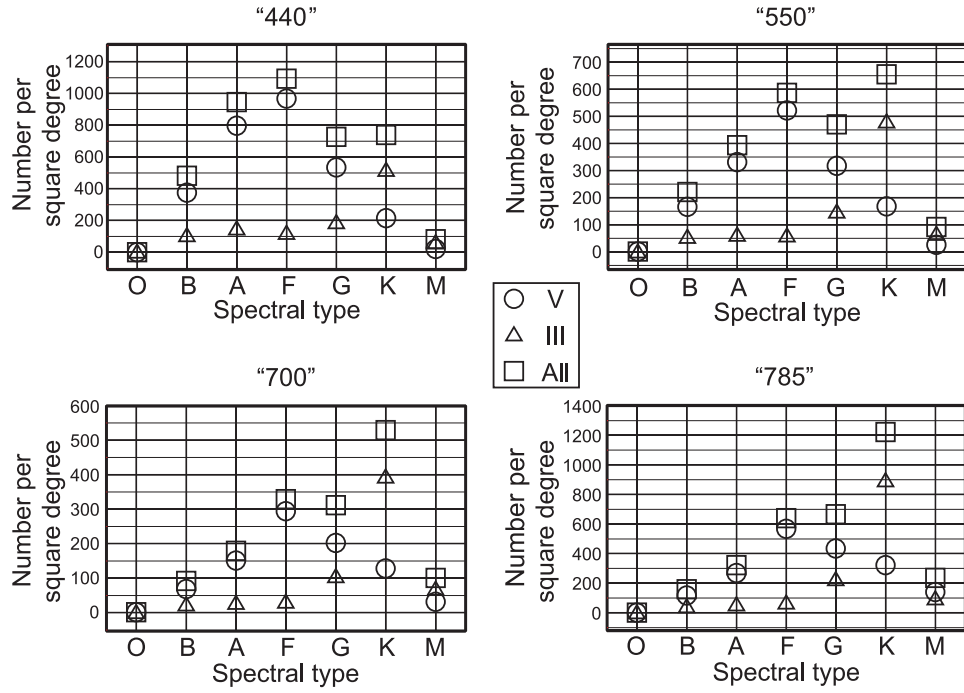 “440”
Number per
square degree
1200
1000
800
600
400
200
0
O B A F G K M
Spectral type
“550”
Number per
square degree
700
600
500
400
300
200
100
0
O B A F G K M
Spectral type
V
III
All
“700”
Number per
square degree
600
500
400
300
200
100
0
O B A F G K M
Spectral type
“785”
Number per
square degree
1400
1200
1000
800
600
400
200
0
O B A F G K M
Spectral type